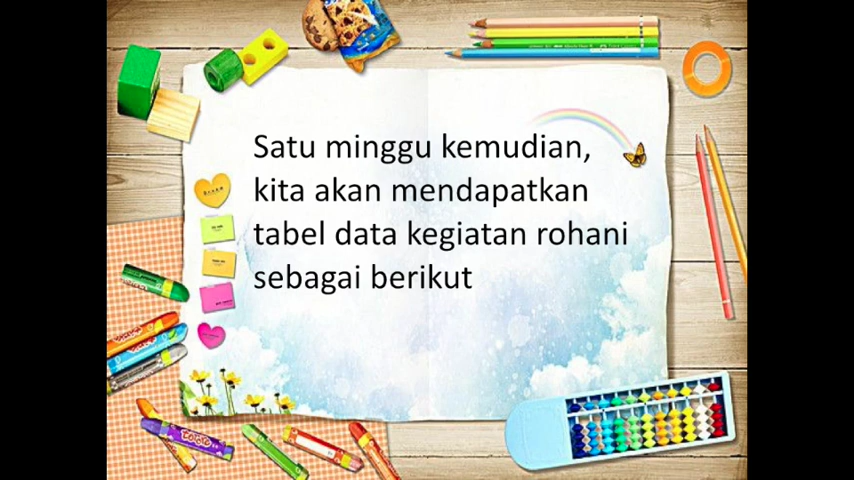 Satu minggu kemudian,
kita akan mendapatkan
tabel data kegiatan rohani
sebagai berikut